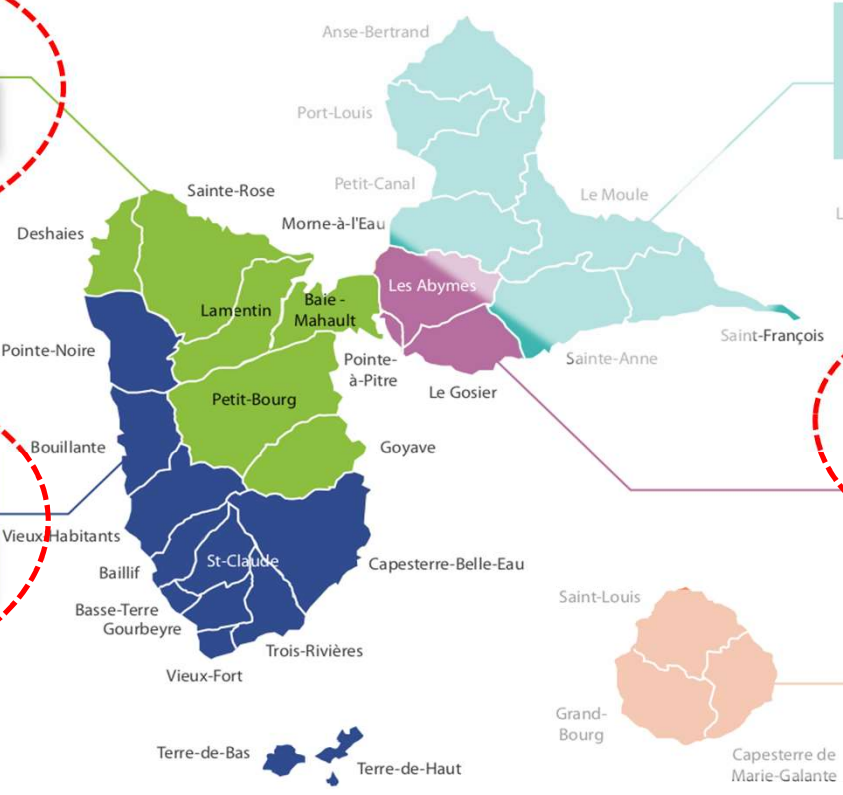 Anse-Bertrand
Port-Louis
Petit-Canal
Sainte-Rose
Le Moule
Deshaies
Morne-à-l'Eau
Les Abymes
Lamentin
Baie -
Mahault
Saint-François
Pointe-Noire
Pointe-
à-Pitre
Sainte-Anne
Le Gosier
Petit-Bourg
Bouillante
Goyave
Vieux-Habitants
St-Claude
Capesterre-Belle-Eau
Baillif
Saint-Louis
Basse-Terre
Gourbeyre
Trois-Rivières
Vieux-Fort
Grand-
Bourg
Terre-de-Bas
Terre-de-Haut
Capesterre de
Marie-Galante